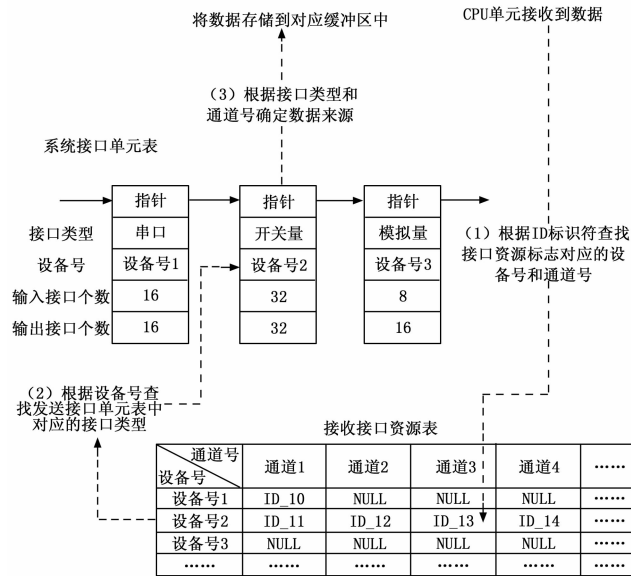 将数据存储到对应缓冲区中
CPU单元接收到数据
（3）根据接口类型和
通道号确定数据来源
系统接口单元表
指针 指针 指针
接口类型 串口 开关量 模拟量
设备号 设备号1 设备号2 设备号3
输入接口个数 16 32 8
输出接口个数 16 32 16
（1）根据ID标识符查找
接口资源标志对应的设
备号和通道号
（2）根据设备号查
找发送接口单元表中
对应的接口类型
接收接口资源表
通道号 通道1 通道2 通道3 通道4 ……
设备号
设备号1 ID_10 NULL NULL NULL ……
设备号2 ID_11 ID_12 ID_13 ID_14 ……
设备号3 NULL NULL NULL NULL ……
…… …… …… …… …… ……